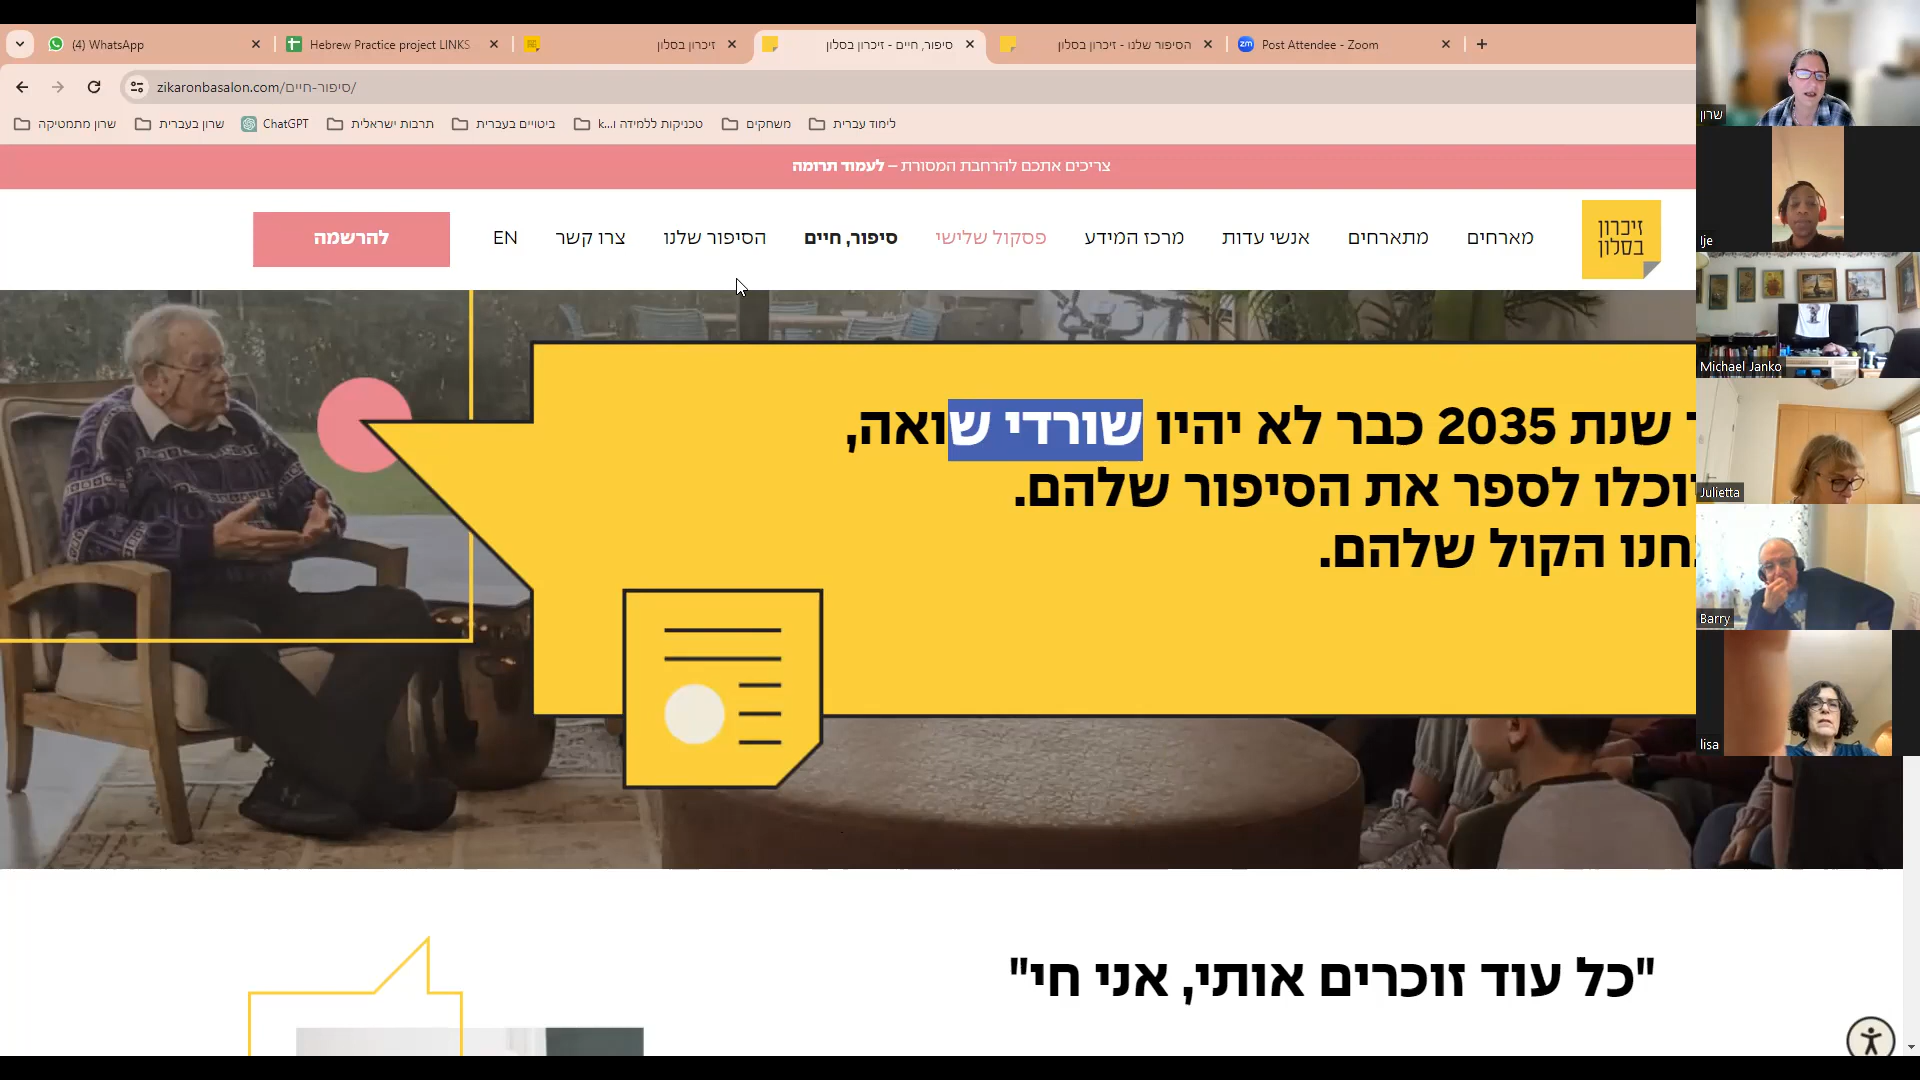 (4) WhatsApp
Hebrew Practice project LINKS
זיכרון בסלון
סיפור, חיים - זיכרון בסלון
הסיפור שלנו - זיכרון בסלון
Post Attendee - Zoom
zikaronbasalon.com/סיפור-חיים/
שרון מתמטיקה
שרון בעברית
ChatGPT
תרבות ישראלית
ביטויים בעברית
טכניקות ללמידה ו...k
משחקים
לימוד עברית
צריכים אתכם להרחבת המסורת – לעמוד תרומה
זיכרון
בסלון
מארחים
מתארחים
אנשי עדות
מרכז המידע
פסקול שלישי
סיפור, חיים
הסיפור שלנו
צרו קשר
EN
להרשמה
שנת 2035 כבר לא יהיו שורדי שואה,
לספר את הסיפור שלהם.
הקול שלהם.
"כל עוד זוכרים אותי, אני חי"
שרון
Ije
Michael Janko
Julietta
Barry
lisa